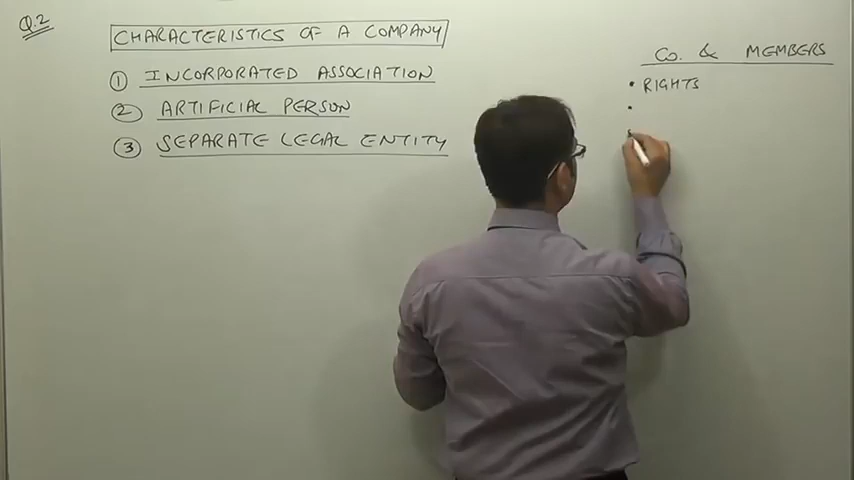 Q.2
CHARACTERISTICS OF A COMPANY
1 INCORPORATED ASSOCIATION
2 ARTIFICIAL PERSON
3 SEPARATE LEGAL ENTITY
Co. & MEMBERS
• RIGHTS
•